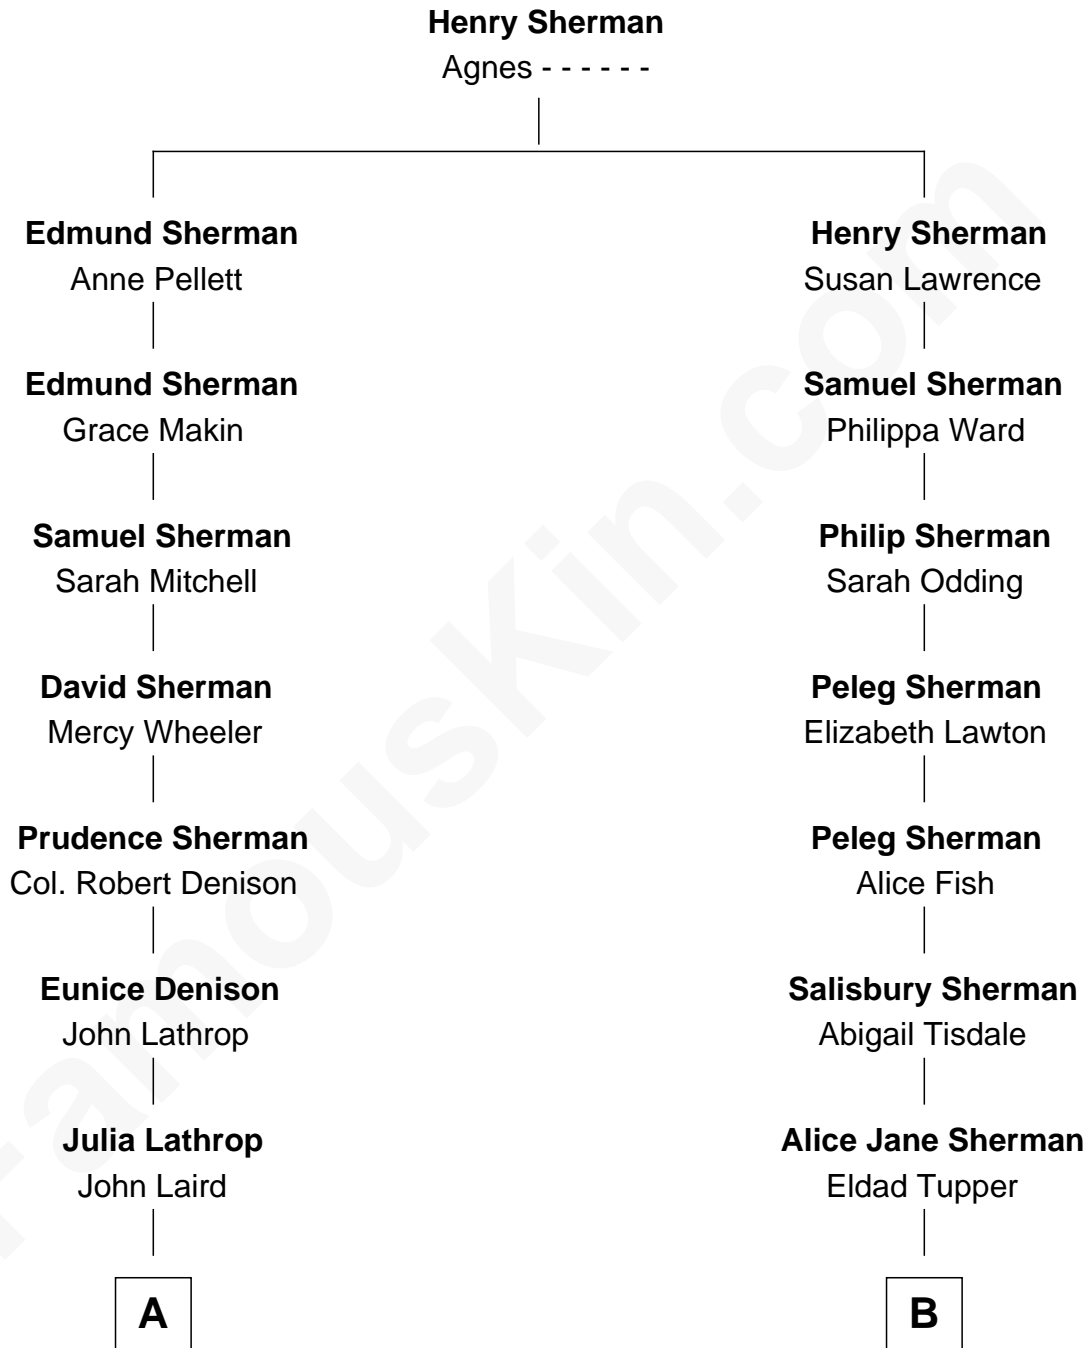 Henry Sherman
Agnes - - - - - -
Edmund Sherman
Anne Pellett
Henry Sherman
Susan Lawrence
Edmund Sherman
Grace Makin
Samuel Sherman
Philippa Ward
Samuel Sherman
Sarah Mitchell
Philip Sherman
Sarah Odding
David Sherman
Mercy Wheeler
Peleg Sherman
Elizabeth Lawton
Prudence Sherman
Col. Robert Denison
Peleg Sherman
Alice Fish
Eunice Denison
John Lathrop
Salisbury Sherman
Abigail Tisdale
Julia Lathrop
John Laird
Alice Jane Sherman
Eldad Tupper
A
B
FamousKin.com